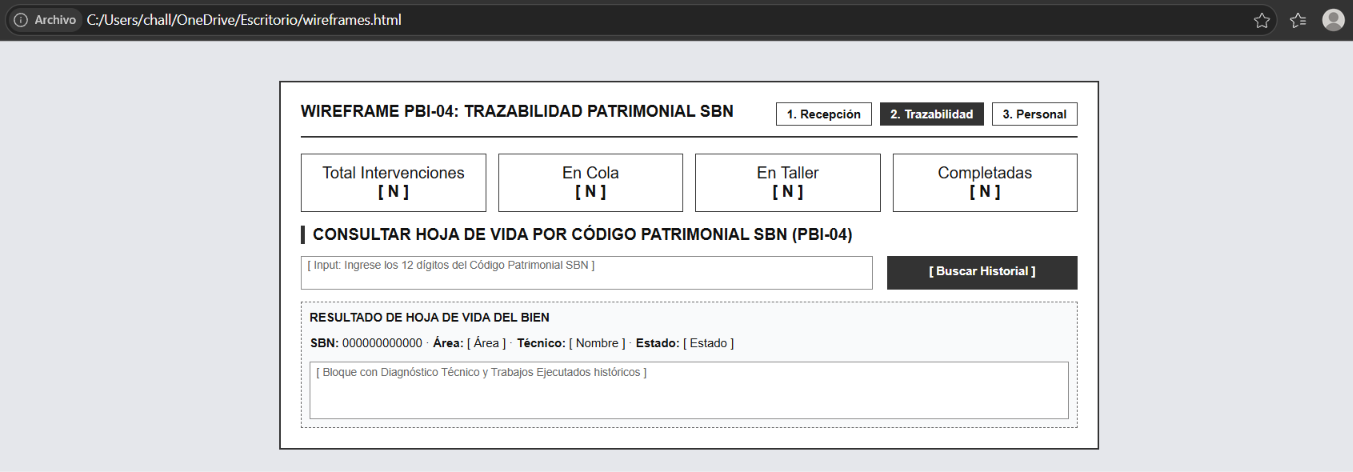 Archivo C:/Users/chall/OneDrive/Escritorio/wireframes.html
WIREFRAME PBI-04: TRAZABILIDAD PATRIMONIAL SBN
1. Recepción 2. Trazabilidad 3. Personal
Total Intervenciones
[ N ]
En Cola
[ N ]
En Taller
[ N ]
Completadas
[ N ]
CONSULTAR HOJA DE VIDA POR CÓDIGO PATRIMONIAL SBN (PBI-04)
[ Input: Ingrese los 12 dígitos del Código Patrimonial SBN ]
[ Buscar Historial ]
RESULTADO DE HOJA DE VIDA DEL BIEN
SBN: 000000000000 · Área: [ Área ] · Técnico: [ Nombre ] · Estado: [ Estado ]
[ Bloque con Diagnóstico Técnico y Trabajos Ejecutados históricos ]